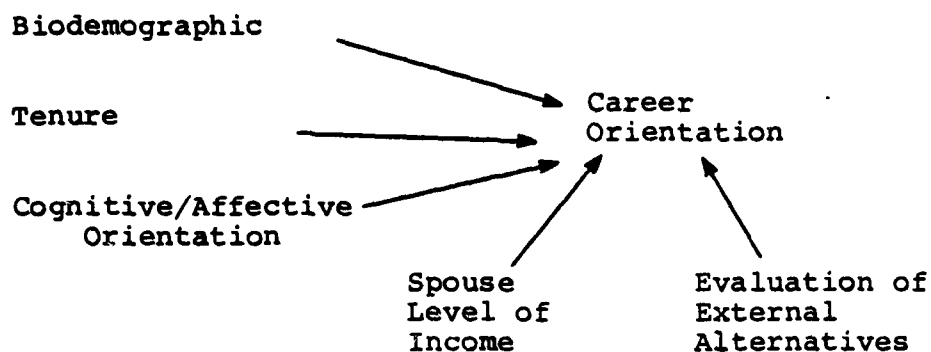 Biodemographic
Tenure
Career
Orientation
Cognitive/Affective
Orientation
Spouse
Level of
Income
Evaluation of
External
Alternatives